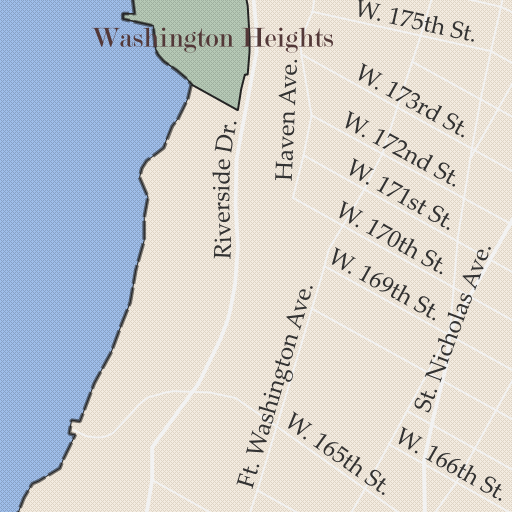 W. 175th St.
Washington Heights
W. 173rd St.
Haven Ave.
W. 172nd St.
Riverside Dr.
W. 171st St.
W. 170th St.
W. 169th St.
St. Nicholas Ave.
Ft. Washington Ave.
W. 165th St.
W. 166th St.